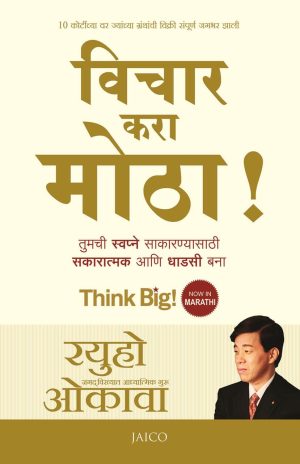 10 कोटींच्या वर ज्यांच्या ग्रंथांची विक्री संपूर्ण जगभर झाली
विचार
करा
मोठा!
तुमची स्वप्ने साकारण्यासाठी
सकारात्मक आणि धाडसी बना
Think Big!
NOW IN
MARATHI
रयुहो
जगद्विख्यात आध्यात्मिक गुरू
ओकावा
JAICO